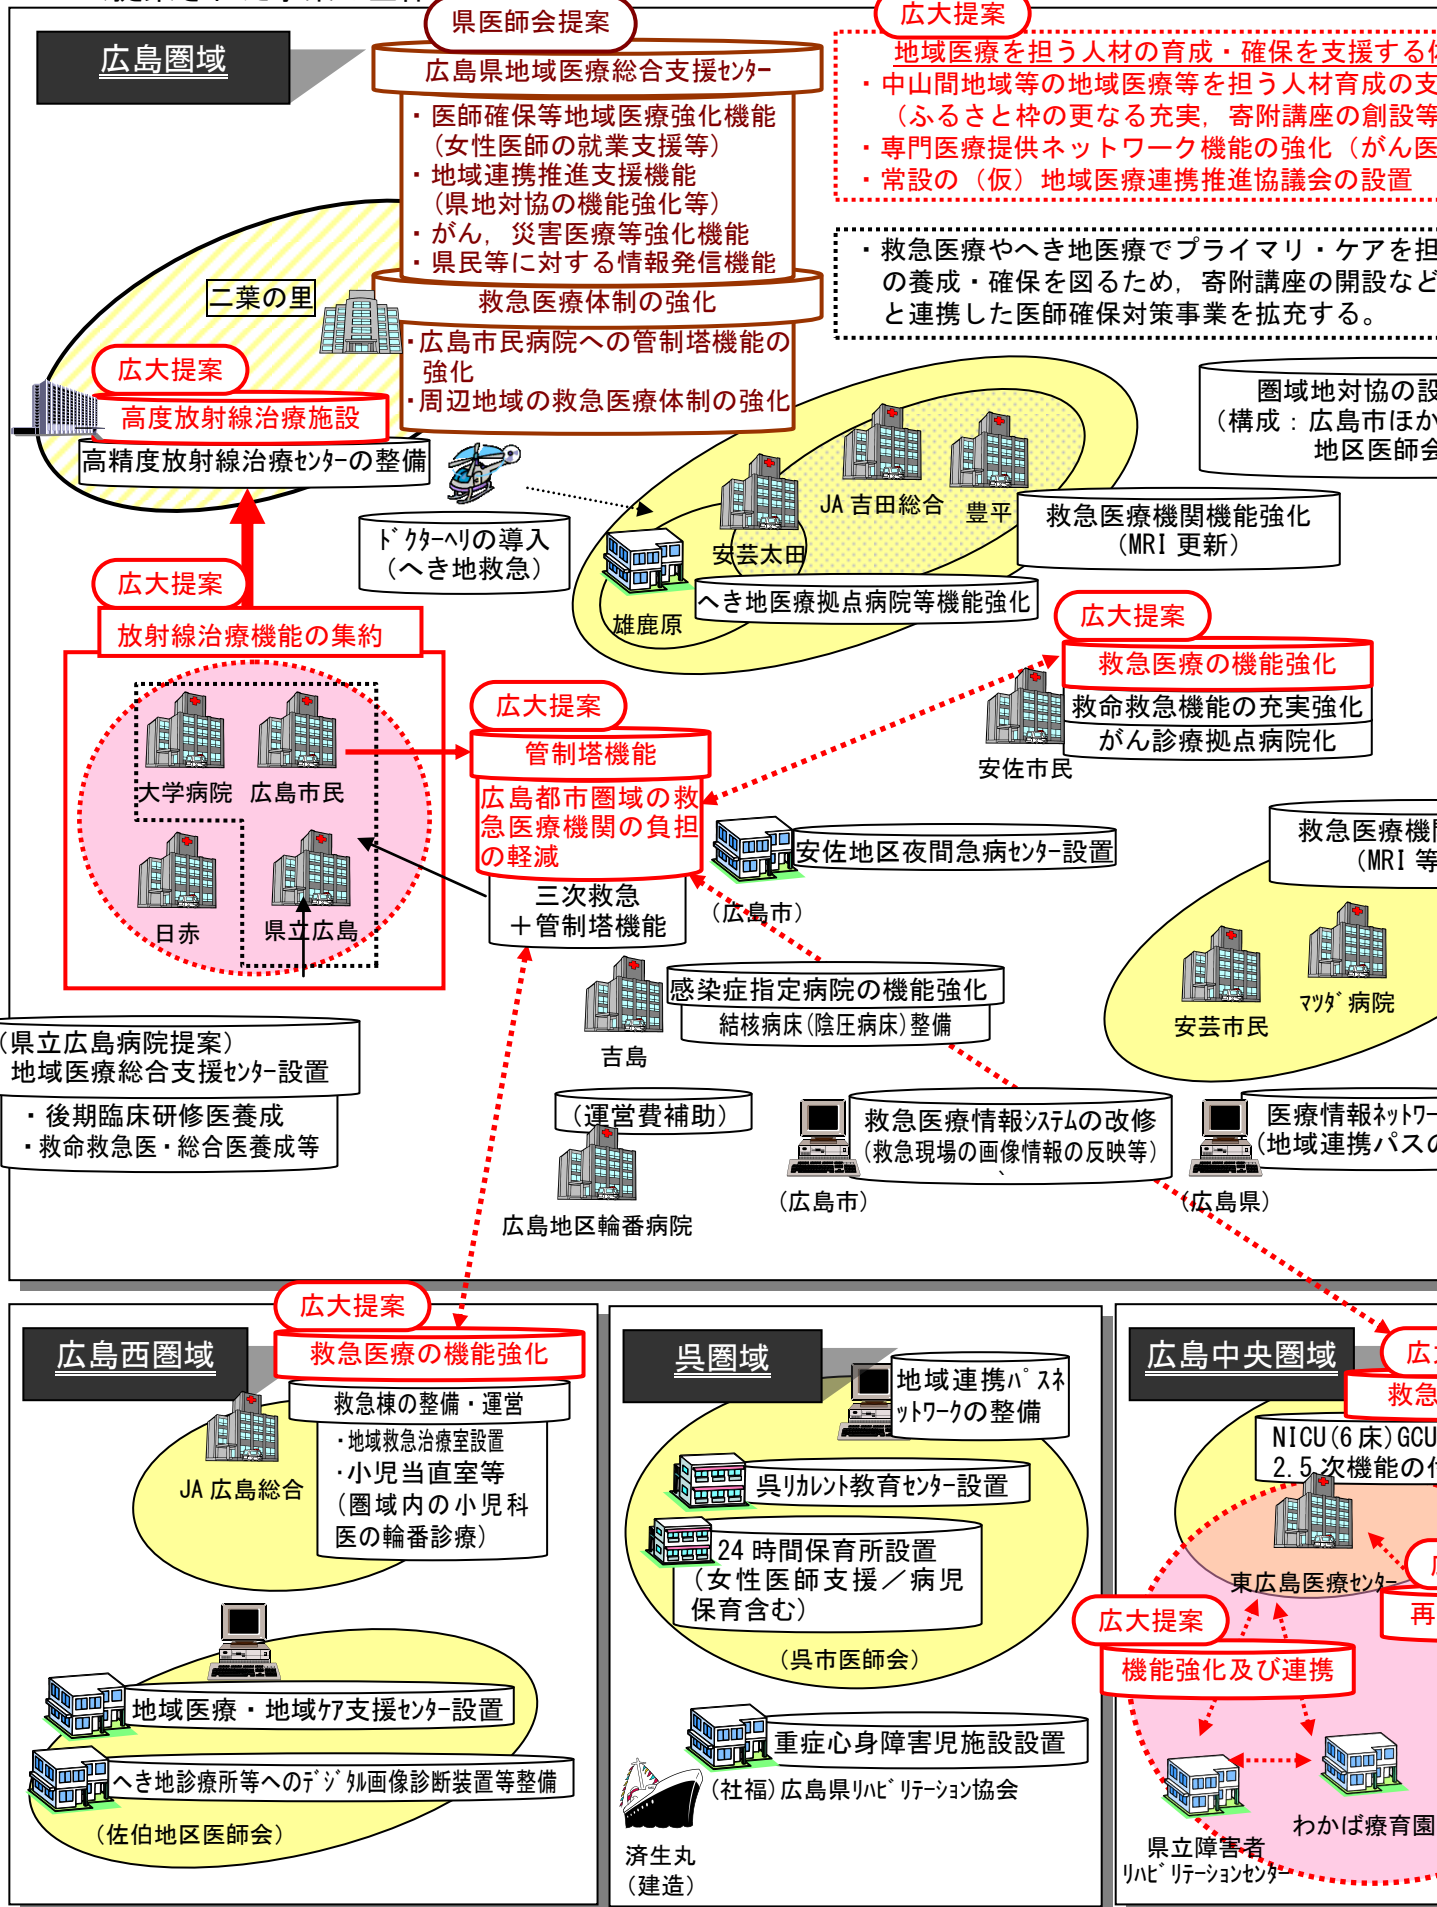 広島圏域
県医師会提案
広島県地域医療総合支援ｾﾝﾀｰ
・医師確保等地域医療強化機能
(女性医師の就業支援等)
・地域連携推進支援機能
(県地対協の機能強化等)
・がん，災害医療等強化機能
・県民等に対する情報発信機能
救急医療体制の強化
・広島市民病院への管制塔機能の
強化
・周辺地域の救急医療体制の強化
広大提案
地域医療を担う人材の育成・確保を支援する
・中山間地域等の地域医療等を担う人材育成の支
（ふるさと枠の更なる充実，寄附講座の創設等
・専門医療提供ネットワーク機能の強化（がん医
・常設の（仮）地域医療連携推進協議会の設置
・救急医療やへき地医療でプライマリ・ケアを担
の養成・確保を図るため，寄附講座の開設など
と連携した医師確保対策事業を拡充する。
二葉の里
広大提案
高度放射線治療施設
高精度放射線治療ｾﾝﾀｰの整備
ﾄﾞｸﾀｰﾍﾘの導入
（へき地救急）
JA 吉田総合
豊平
安芸太田
雄鹿原
へき地医療拠点病院等機能強化
救急医療機関機能強化
(MRI 更新)
圏域地対協の設
（構成：広島市ほか
地区医師会
広大提案
放射線治療機能の集約
大学病院
広島市民
日赤
県立広島
広大提案
管制塔機能
広島都市圏域の救
急医療機関の負担
の軽減
三次救急
＋管制塔機能
広大提案
救急医療の機能強化
救命救急機能の充実強化
がん診療拠点病院化
安佐市民
安佐地区夜間急病ｾﾝﾀｰ設置
(広島市)
救急医療機
(MRI 等
安芸市民
ﾏﾂﾀﾞ病院
感染症指定病院の機能強化
結核病床(陰圧病床)整備
吉島
(県立広島病院提案)
地域医療総合支援ｾﾝﾀｰ設置
・後期臨床研修医養成
・救命救急医・総合医養成等
(運営費補助)
広島地区輪番病院
救急医療情報ｼｽﾃﾑの改修
(救急現場の画像情報の反映等)
(広島市)
医療情報ﾈｯﾄﾜｰ
(地域連携パスの
(広島県)
広島西圏域
広大提案
救急医療の機能強化
救急棟の整備・運営
・地域救急治療室設置
・小児当直室等
(圏域内の小児科
医の輪番診療)
JA 広島総合
地域医療・地域ｹｱ支援ｾﾝﾀｰ設置
へき地診療所等へのﾃﾞｼﾞﾀﾙ画像診断装置等整備
(佐伯地区医師会)
呉圏域
地域連携ﾊﾟｽﾈ
ｯﾄﾜｰｸの整備
呉ﾘｶﾚﾝﾄ教育ｾﾝﾀｰ設置
24 時間保育所設置
(女性医師支援／病児
保育含む)
(呉市医師会)
重症心身障害児施設設置
(社福)広島県ﾘﾊﾋﾞﾘﾃｰｼｮﾝ協会
済生丸
(建造)
広島中央圏域
広
救急
NICU(6 床)GCU
2.5 次機能の
東広島医療ｾﾝﾀｰ
再
広大提案
機能強化及び連携
わかば療育園
県立障害者
ﾘﾊﾋﾞﾘﾃｰｼｮﾝｾﾝﾀｰ